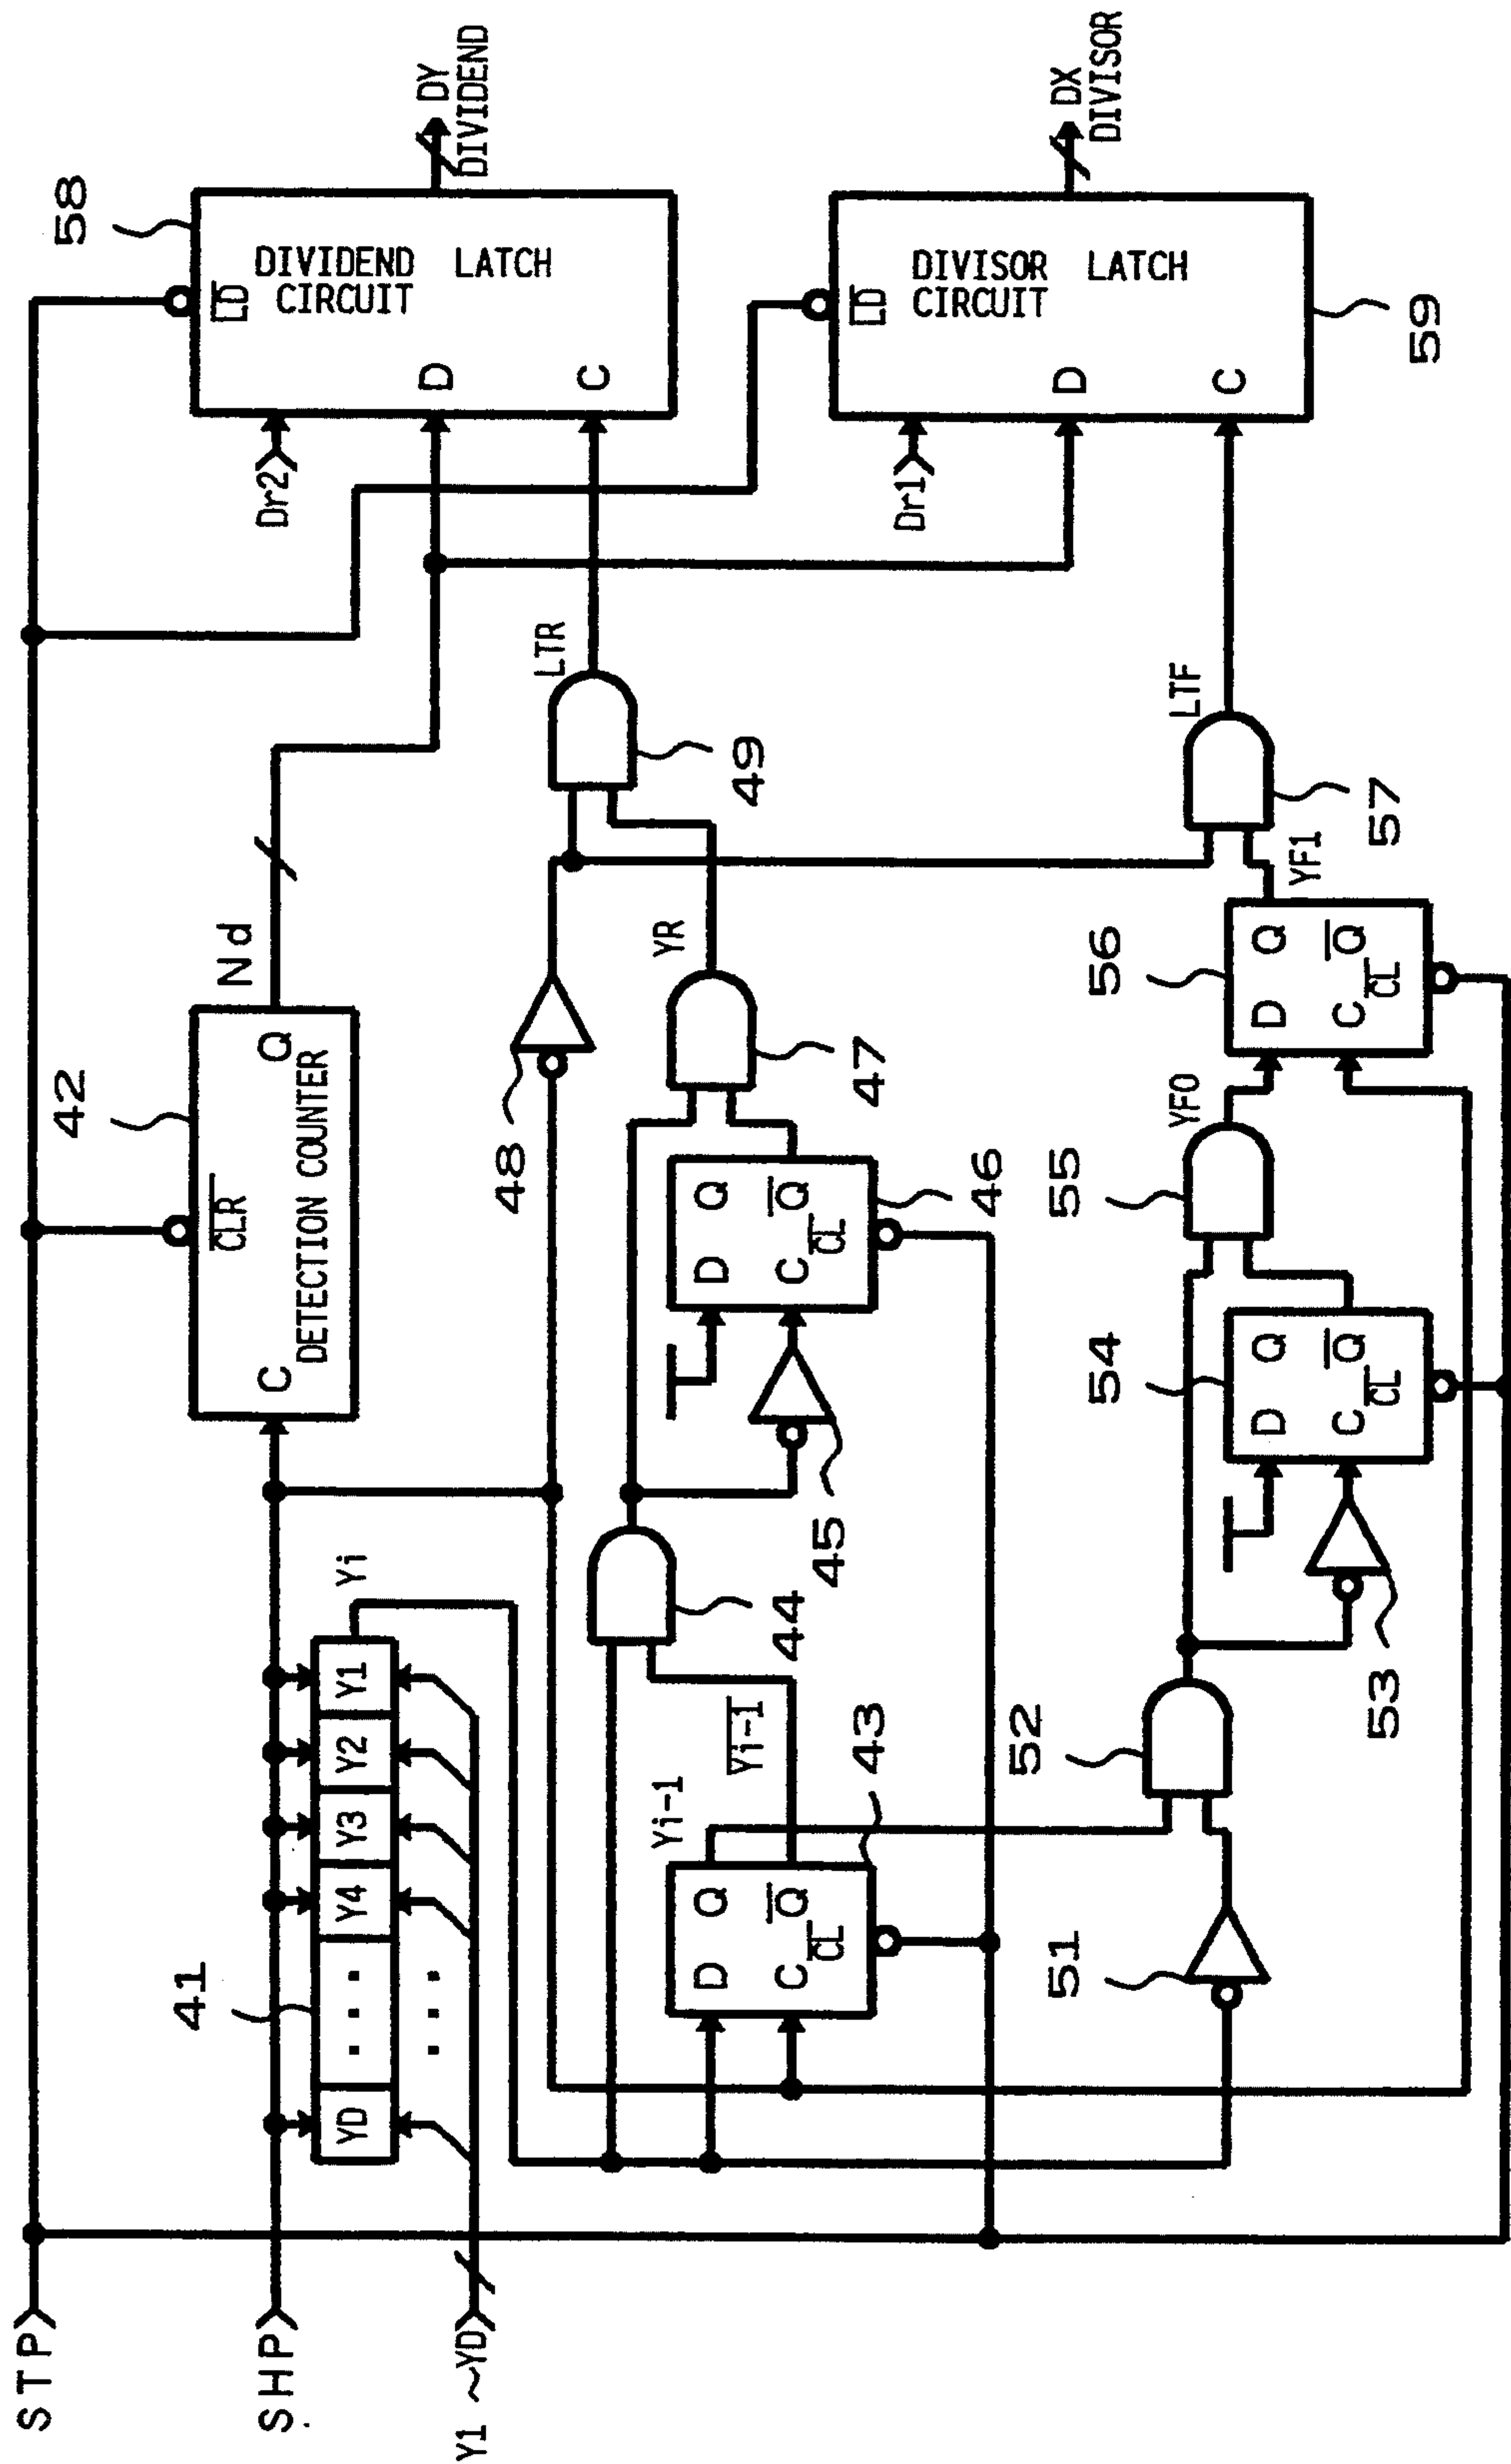 STP
SHP
Y1~YD
41
YD
Y4
Y3
Y2
Y1
Yi
42
CLR
C
Q
DETECTION COUNTER
Nd
58
LD
DIVIDEND LATCH
CIRCUIT
Dr2
D
C
DY
DIVIDEND
LD
DIVISOR LATCH
CIRCUIT
Dr1
D
C
59
DX
DIVISOR
48
49
LTR
Yi-1
Yi-1
D
Q
C
Q
CL
43
44
45
D
Q
C
Q
CL
46
47
YR
51
52
53
54
D
Q
C
Q
CL
55
YF0
56
D
Q
C
Q
CL
YF1
57
LTF